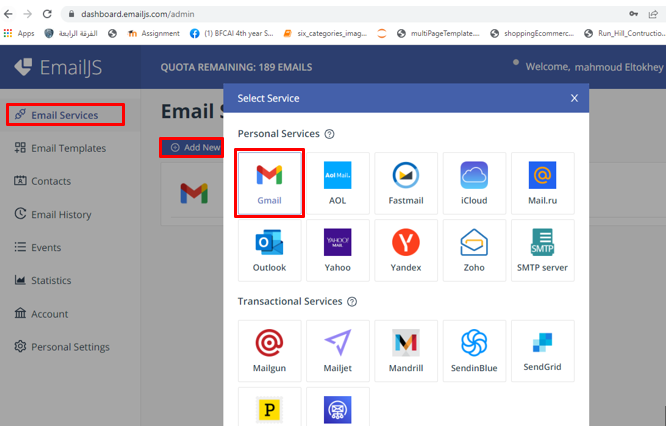 dashboard.emailjs.com/admin
Apps
الفرقة الرابعة
Assignment
(1) BFCAI 4th year S...
six_categories_imag...
multiPageTemplate....
shoppingEcommerc...
Run_Hill_Contructio...
EmailJS
QUOTA REMAINING: 189 EMAILS
Welcome, mahmoud Eltokhey
Email Services
Email Templates
Contacts
Email History
Events
Statistics
Account
Personal Settings
Email S
Add New
Select Service
X
Personal Services
Gmail
AOL
Fastmail
iCloud
Mail.ru
Aol Mail.
YAHOO!
MAIL
SMTP
Outlook
Yahoo
Yandex
Zoho
SMTP server
Transactional Services
Mailgun
Mailjet
Mandrill
SendinBlue
SendGrid